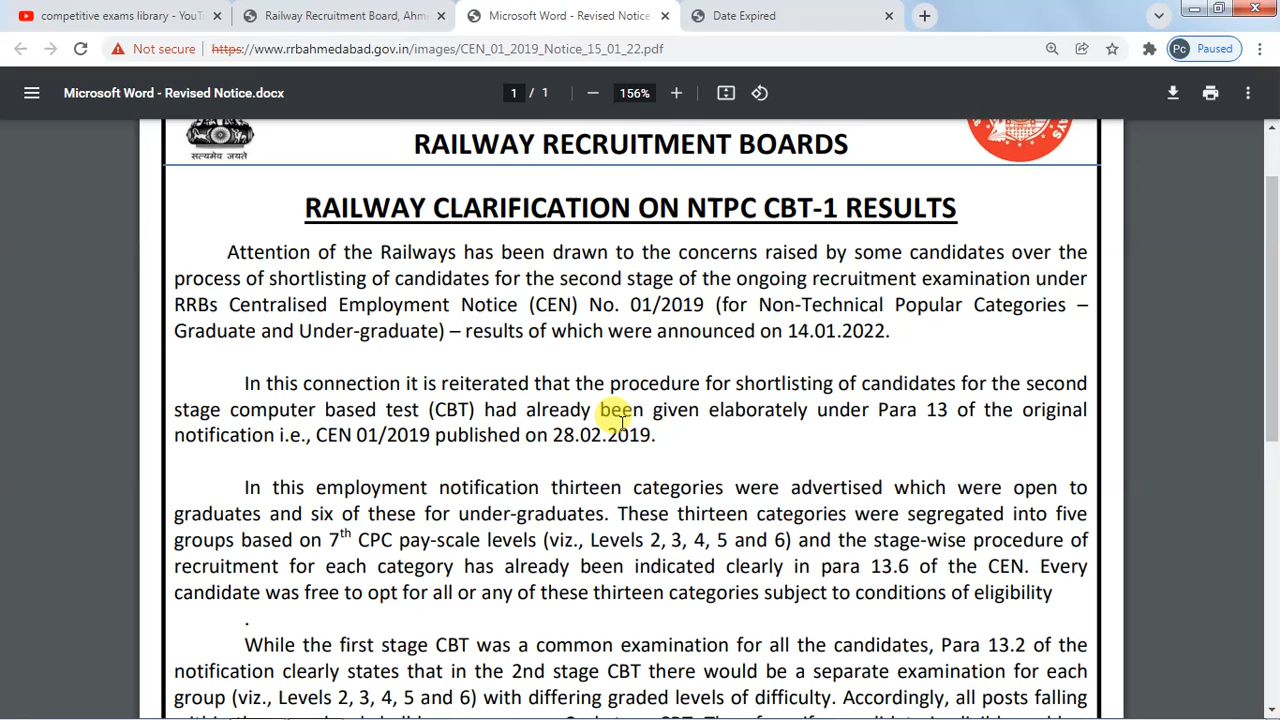 competitive exams library - YouT
Railway Recruitment Board, Ahm
Microsoft Word - Revised Notice
Date Expired
Not secure
https://www.rrbahmedabad.gov.in/images/CEN_01_2019_Notice_15_01_22.pdf
Pc Paused
Microsoft Word - Revised Notice.docx
1 / 1
156%
सत्यमेव जयते
RAILWAY RECRUITMENT BOARDS
RAILWAY CLARIFICATION ON NTPC CBT-1 RESULTS
Attention of the Railways has been drawn to the concerns raised by some candidates over the
process of shortlisting of candidates for the second stage of the ongoing recruitment examination under
RRBs Centralised Employment Notice (CEN) No. 01/2019 (for Non-Technical Popular Categories –
Graduate and Under-graduate) – results of which were announced on 14.01.2022.
In this connection it is reiterated that the procedure for shortlisting of candidates for the second
stage computer based test (CBT) had already been given elaborately under Para 13 of the original
notification i.e., CEN 01/2019 published on 28.02.2019.
In this employment notification thirteen categories were advertised which were open to
graduates and six of these for under-graduates. These thirteen categories were segregated into five
groups based on 7th CPC pay-scale levels (viz., Levels 2, 3, 4, 5 and 6) and the stage-wise procedure of
recruitment for each category has already been indicated clearly in para 13.6 of the CEN. Every
candidate was free to opt for all or any of these thirteen categories subject to conditions of eligibility
.
While the first stage CBT was a common examination for all the candidates, Para 13.2 of the
notification clearly states that in the 2nd stage CBT there would be a separate examination for each
group (viz., Levels 2, 3, 4, 5 and 6) with differing graded levels of difficulty. Accordingly, all posts falling